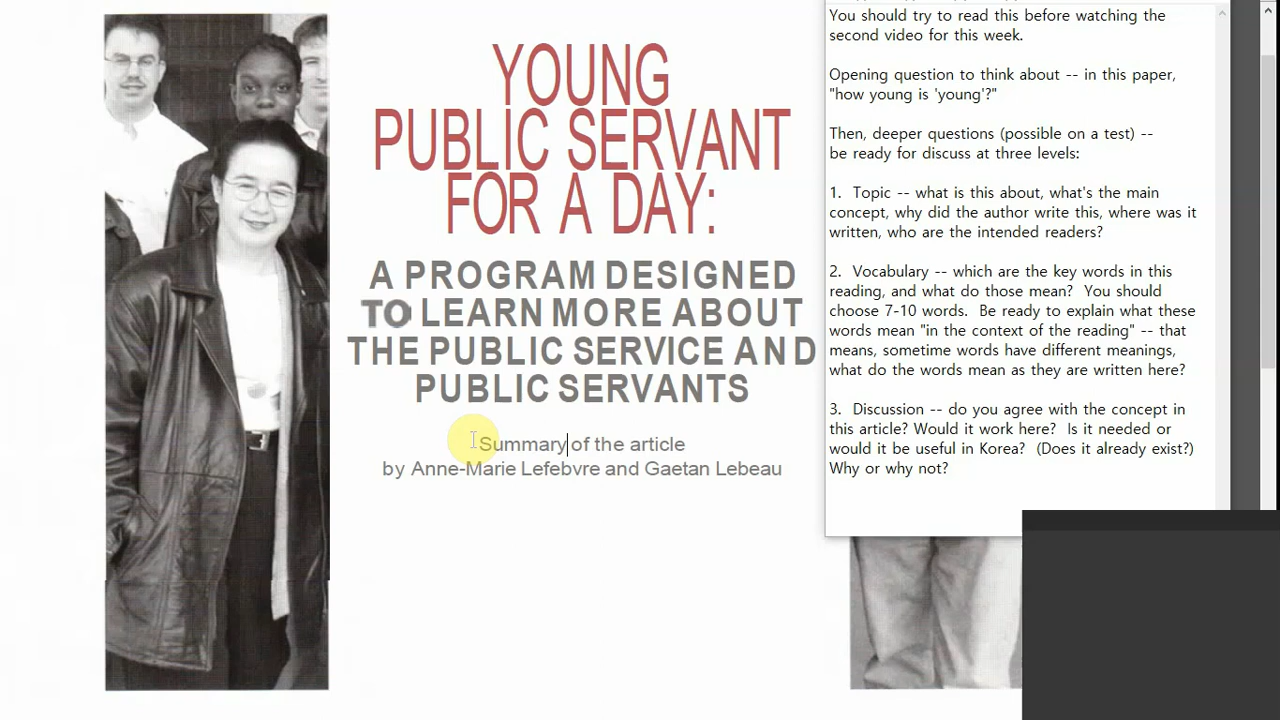 YOUNG
PUBLIC SERVANT
FOR A DAY:
A PROGRAM DESIGNED
TO LEARN MORE ABOUT
THE PUBLIC SERVICE AND
PUBLIC SERVANTS
Summary of the article
by Anne-Marie Lefebvre and Gaetan Lebeau
You should try to read this before watching the
second video for this week.
Opening question to think about -- in this paper,
"how young is 'young'?"
Then, deeper questions (possible on a test) --
be ready for discuss at three levels:
1. Topic -- what is this about, what's the main
concept, why did the author write this, where was it
written, who are the intended readers?
2. Vocabulary -- which are the key words in this
reading, and what do those mean? You should
choose 7-10 words. Be ready to explain what these
words mean "in the context of the reading" -- that
means, sometime words have different meanings,
what do the words mean as they are written here?
3. Discussion -- do you agree with the concept in
this article? Would it work here? Is it needed or
would it be useful in Korea? (Does it already exist?)
Why or why not?